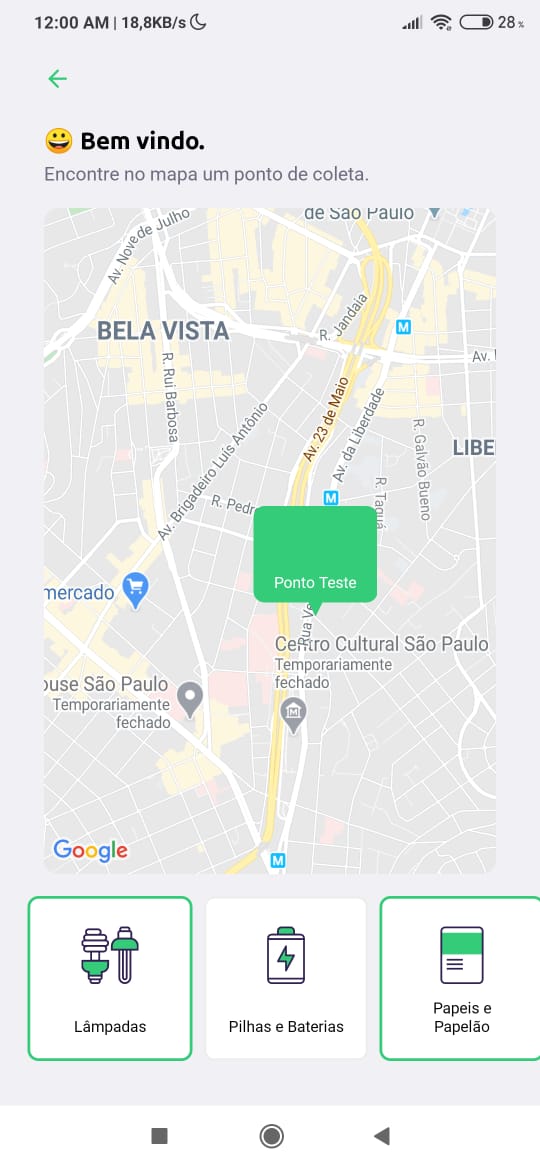 12:00 AM | 18,8KB/s
28%
😀 Bem vindo.
Encontre no mapa um ponto de coleta.
de São Paulo
Av. Nove de Julho
R. Jandaia
M
BELA VISTA
Av.
R. Rui Barbosa
Av. 23 de Maio
Av. da Liberdade
Av. Brigadeiro Luís Antônio
R. Galvão Bueno
LIBE
R. Taguá
M
R. Pedr
Ponto Teste
mercado
Rua Ve
Centro Cultural São Paulo
Temporariamente
fechado
ouse São Paulo
Temporariamente
fechado
M
Google
M
Lâmpadas
Pilhas e Baterias
Papeis e
Papelão